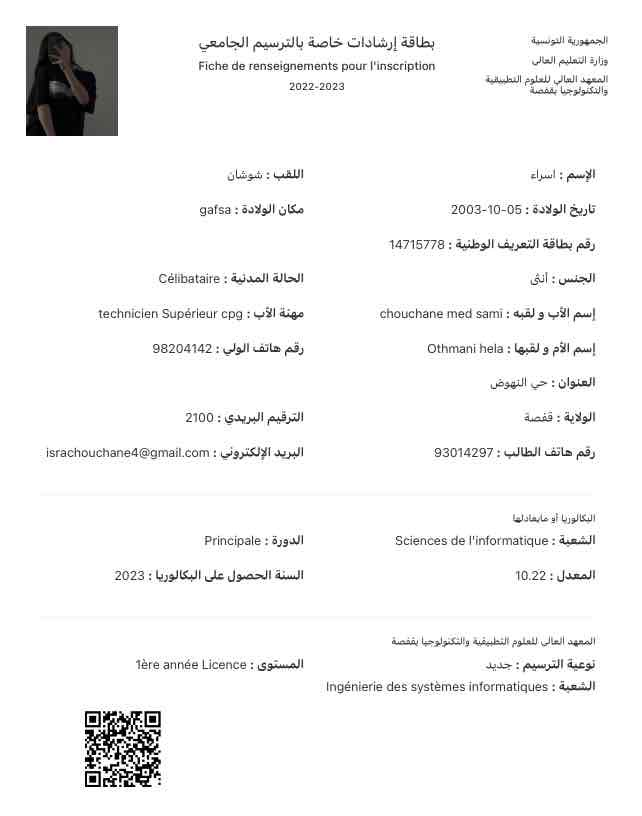 الجمهورية التونسية
وزارة التعليم العالي
المعهد العالي للعلوم التطبيقية
والتكنولوجيا بقفصة
بطاقة إرشادات خاصة بالترسيم الجامعي
Fiche de renseignements pour l'inscription
2022-2023
الإسم : اسراء
اللقب : شوشان
تاريخ الولادة : 2003-10-05
مكان الولادة : gafsa
رقم بطاقة التعريف الوطنية : 14715778
الجنس : أنثى
الحالة المدنية : Célibataire
إسم الأب و لقبه : chouchane med sami
مهنة الأب : technicien Supérieur cpg
إسم الأم و لقبها : Othmani hela
رقم هاتف الولي : 98204142
العنوان : حي النهوض
الولاية : قفصة
الترقيم البريدي : 2100
رقم هاتف الطالب : 93014297
البريد الإلكتروني : israchouchane4@gmail.com
البكالوريا أو مايعادلها
الشعبة : Sciences de l'informatique
الدورة : Principale
المعدل : 10.22
السنة الحصول على البكالوريا : 2023
المعهد العالي للعلوم التطبيقية والتكنولوجيا بقفصة
نوعية الترسيم : جديد
المستوى : 1ère année Licence
الشعبة : Ingénierie des systèmes informatiques